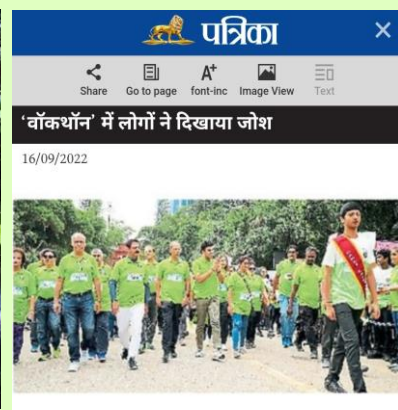 पत्रिका
Share Go to page font-inc Image View Text
‘वॉकथॉन’ में लोगों ने दिखाया जोश
16/09/2022